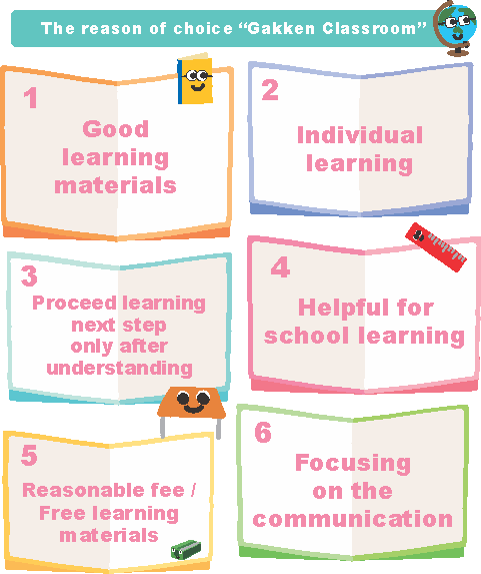 The reason of choice “Gakken Classroom”
1
Good
learning
materials
2
Individual
learning
3
Proceed learning
next step
only after
understanding
4
Helpful for
school learning
5
Reasonable fee /
Free learning
materials
6
Focusing
on the
communication